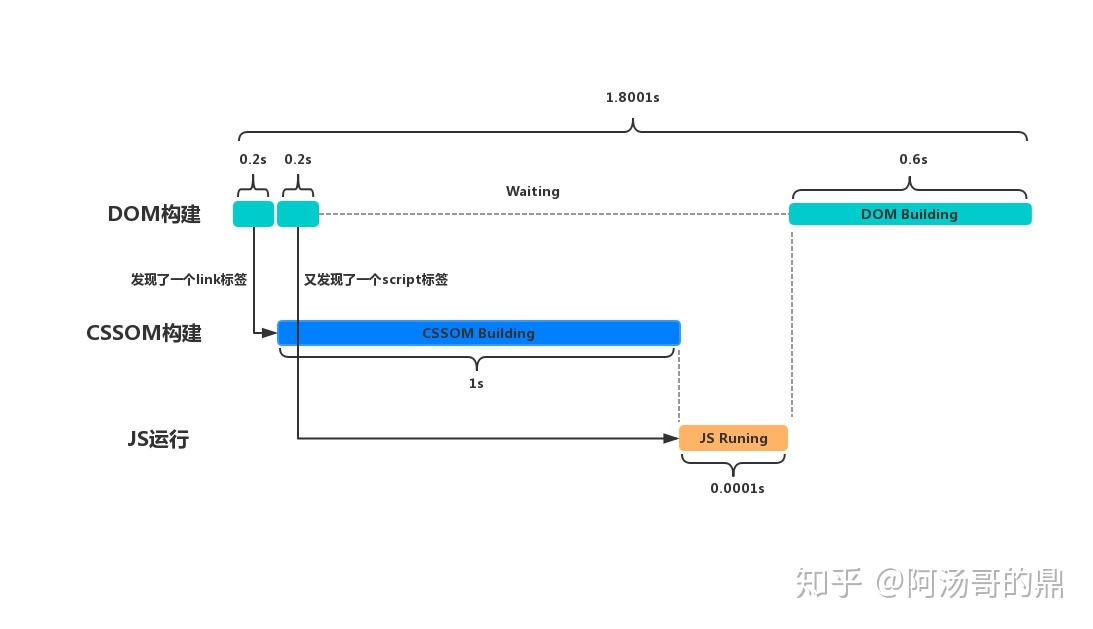 1.8001s
0.2s
0.2s
0.6s
Waiting
DOM构建
DOM Building
发现了一个link标签
又发现了一个script标签
CSSOM构建
CSSOM Building
1s
JS运行
JS Runing
0.0001s
知乎 @阿汤哥的鼎